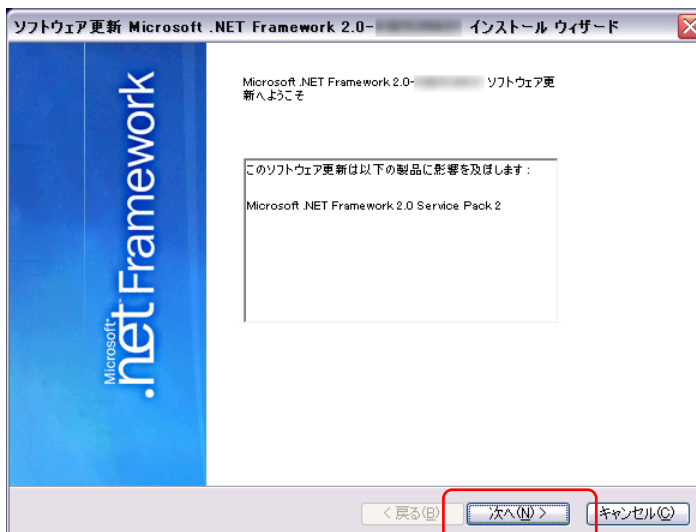 ソフトウェア更新 Microsoft .NET Framework 2.0- インストール ウィザード
Microsoft .NET Framework 2.0- ソフトウェア更
新へようこそ
このソフトウェア更新は以下の製品に影響を及ぼします :
Microsoft .NET Framework 2.0 Service Pack 2
Microsoft .net Framework
< 戻る(B)
次へ(N) >
キャンセル(C)